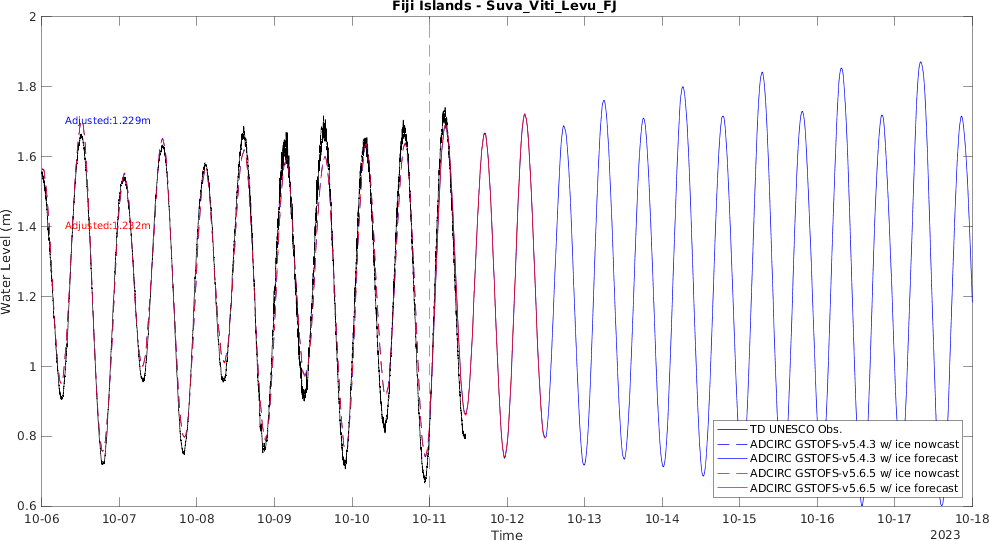 Fiji Islands - Suva_Viti_Levu_FJ
2
1.8
1.6
1.4
1.2
1
0.8
0.6
Water Level (m)
Adjusted:1.229m
Adjusted:1.232m
TD UNESCO Obs.
ADCIRC GSTOFS-v5.4.3 w/ ice nowcast
ADCIRC GSTOFS-v5.4.3 w/ ice forecast
ADCIRC GSTOFS-v5.6.5 w/ ice nowcast
ADCIRC GSTOFS-v5.6.5 w/ ice forecast
10-06 10-07 10-08 10-09 10-10 10-11 10-12 10-13 10-14 10-15 10-16 10-17 10-18
Time
2023